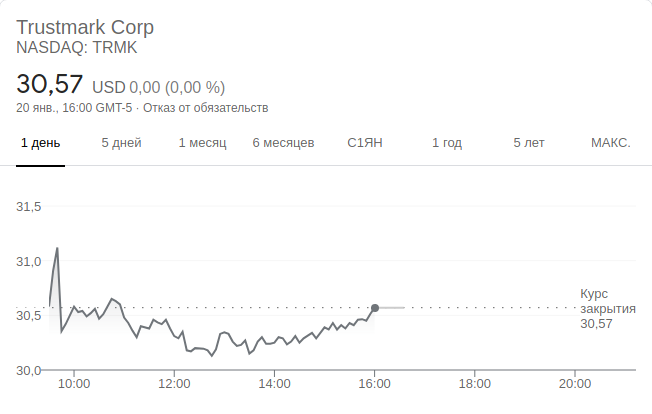 Trustmark Corp
NASDAQ: TRMK
30,57 USD 0,00 (0,00 %)
20 янв., 16:00 GMT-5 · Отказ от обязательств
1 день 5 дней 1 месяц 6 месяцев С1ЯН 1 год 5 лет МАКС.
31,5
31,0
30,5
30,0
Курс
закрытия
30,57
10:00 12:00 14:00 16:00 18:00 20:00